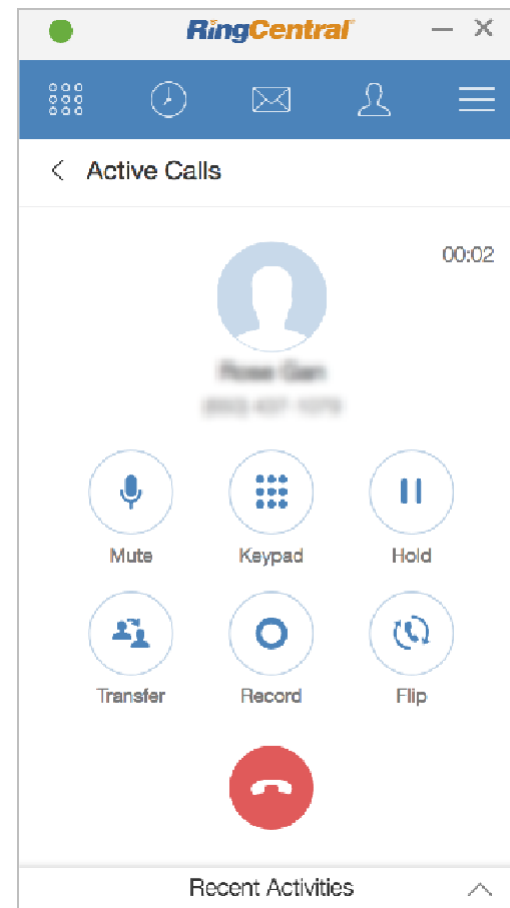 RingCentral
Active Calls
00:02
Mute Keypad Hold
Transfer Record Flip
Recent Activities